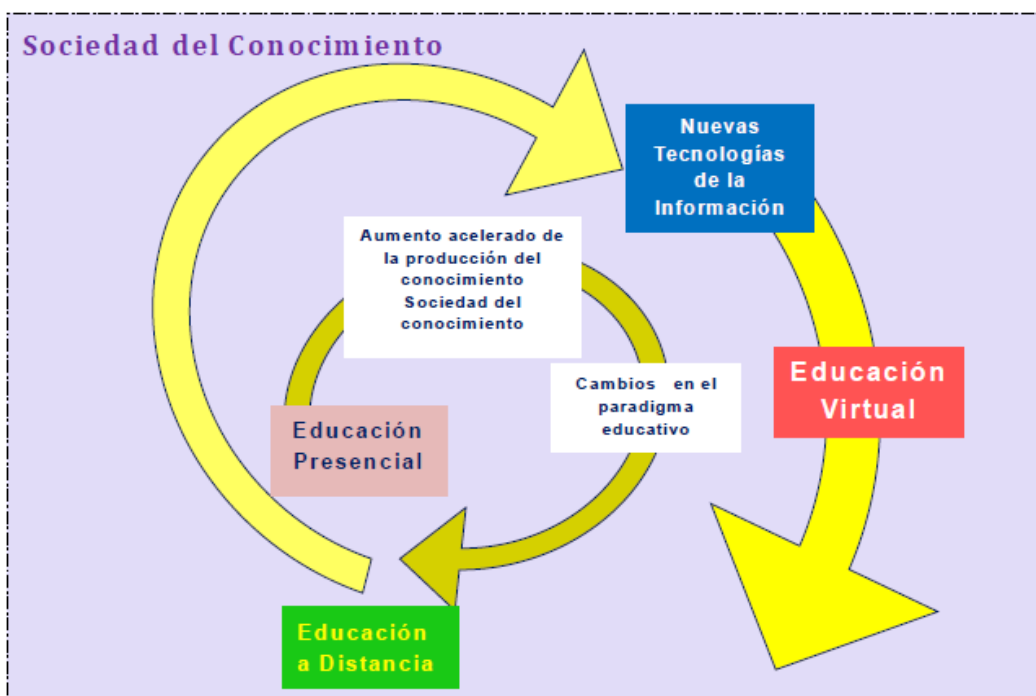 Sociedad del Conocimiento
Nuevas
Tecnologías
de la
Información
Aumento acelerado de
la producción del
conocimiento
Sociedad del
conocimiento
Cambios en el
paradigma
educativo
Educación
Virtual
Educación
Presencial
Educación
a Distancia